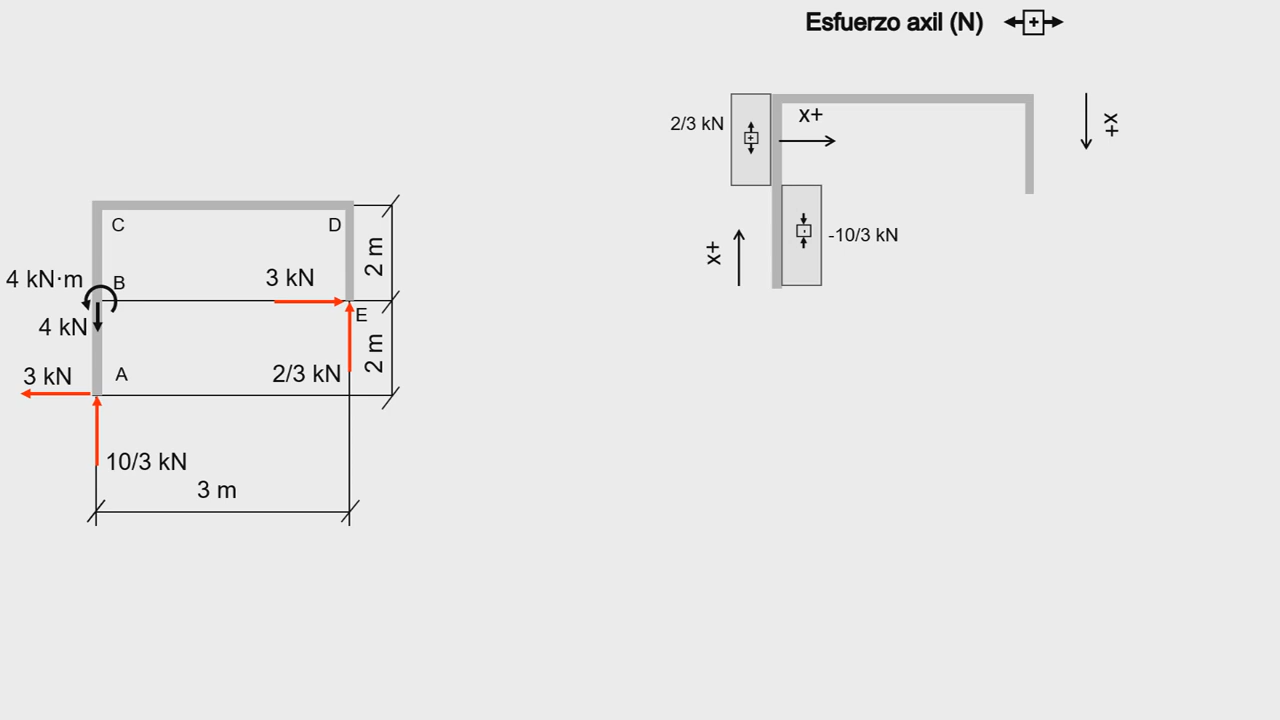 Esfuerzo axil (N)
+
2/3 kN
+
x+
x+
x+
-10/3 kN
C
D
4 kN·m
B
3 kN
2 m
4 kN
E
3 kN
A
2/3 kN
2 m
10/3 kN
3 m